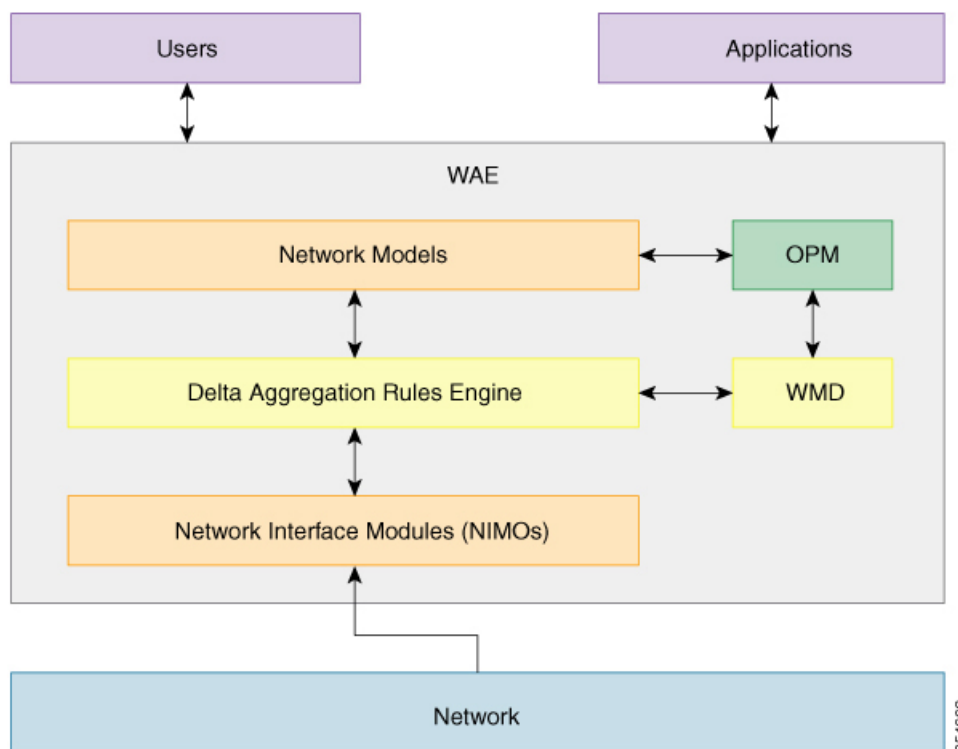 Users
Applications
WAE
Network Models
OPM
Delta Aggregation Rules Engine
WMD
Network Interface Modules (NIMOs)
Network